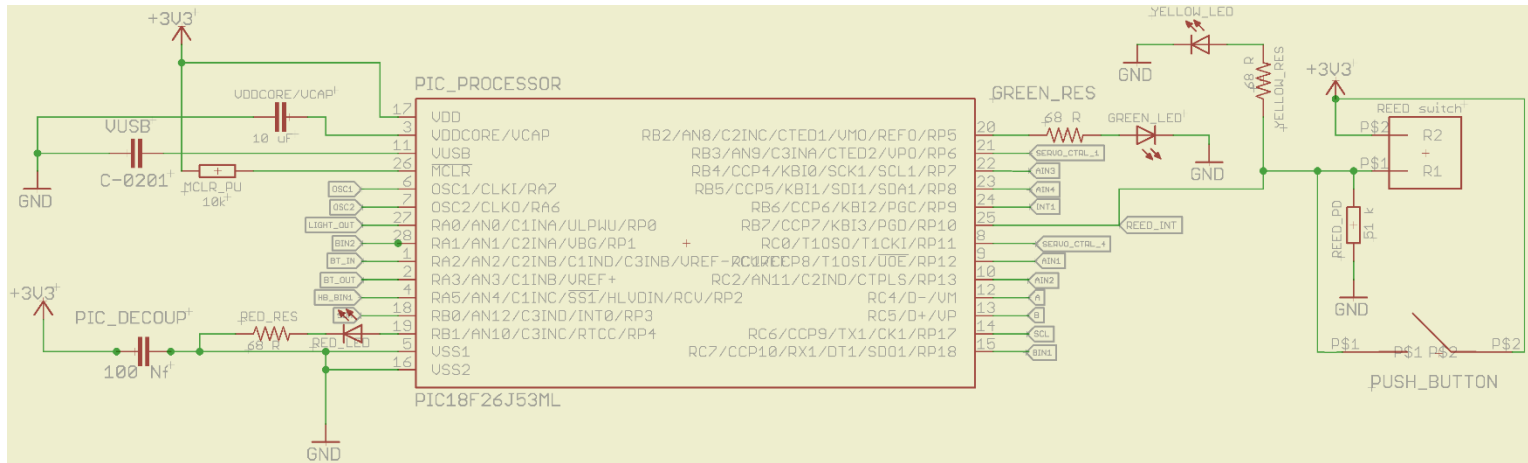 +3V3
VDDCORE/VCAP
10 uF
VUSB
C-0201
GND
MCLR_PU
10k
PIC_PROCESSOR
17 VDD
3 VDDCORE/VCAP
11 VUSB
26 MCLR
6 OSC1/CLKI/RA7
7 OSC2/CLKO/RA6
27 RA0/AN0/C1INA/ULPWU/RP0
28 RA1/AN1/C2INA/VBG/RP1
1 RA2/AN2/C2INB/C1IND/C3INB/VREF-
2 RA3/AN3/C1INB/VREF+
4 RA5/AN4/C1INC/SS1/HLVDIN/RCV/RP2
18 RB0/AN12/C3INC/INT0/RP3
19 RB1/AN10/C3INC/RTCC/RP4
5 VSS1
16 VSS2
OSC1
OSC2
LIGHT_OUT
BIN2
BT_IN
BT_OUT
HB_BIN1
+3V3
PIC_DECOUP
100 Nf
RED_RES
68 R
RED_LED
GND
PIC18F26J53ML
RB2/AN8/C2INC/CTED1/VMO/REFO/RP5 20
RB3/AN9/C3INA/CTED2/VPO/RP6 21
RB4/CCP4/KBI0/SCK1/SCL1/RP7 22
RB5/CCP5/KBI1/SDI1/SDA1/RP8 23
RB6/CCP6/KBI2/PGC/RP9 24
RB7/CCP7/KBI3/PGD/RP10 25
RC0/T1OSO/T1CKI/RP11 8
CCP8/T1OSI/UOE/RP12 9
RC2/AN11/C2IND/CTPLS/RP13 10
RC4/D-/VM 12
RC5/D+/VP 13
RC6/CCP9/TX1/CK1/RP17 14
RC7/CCP10/RX1/DT1/SDO1/RP18 15
GREEN_RES
68 R
GREEN_LED
GND
SERVO_CTRL_1
AIN3
AIN4
INT1
REED_INT
SERVO_CTRL_4
AIN1
AIN2
A
B
SCL
BIN1
YELLOW_LED
GND
68 R
YELLOW_RES
+3V3
REED switch
P$2
R2
P$1
R1
REED_PD
51 k
GND
P$1
P$1
P$2
P$2
PUSH_BUTTON